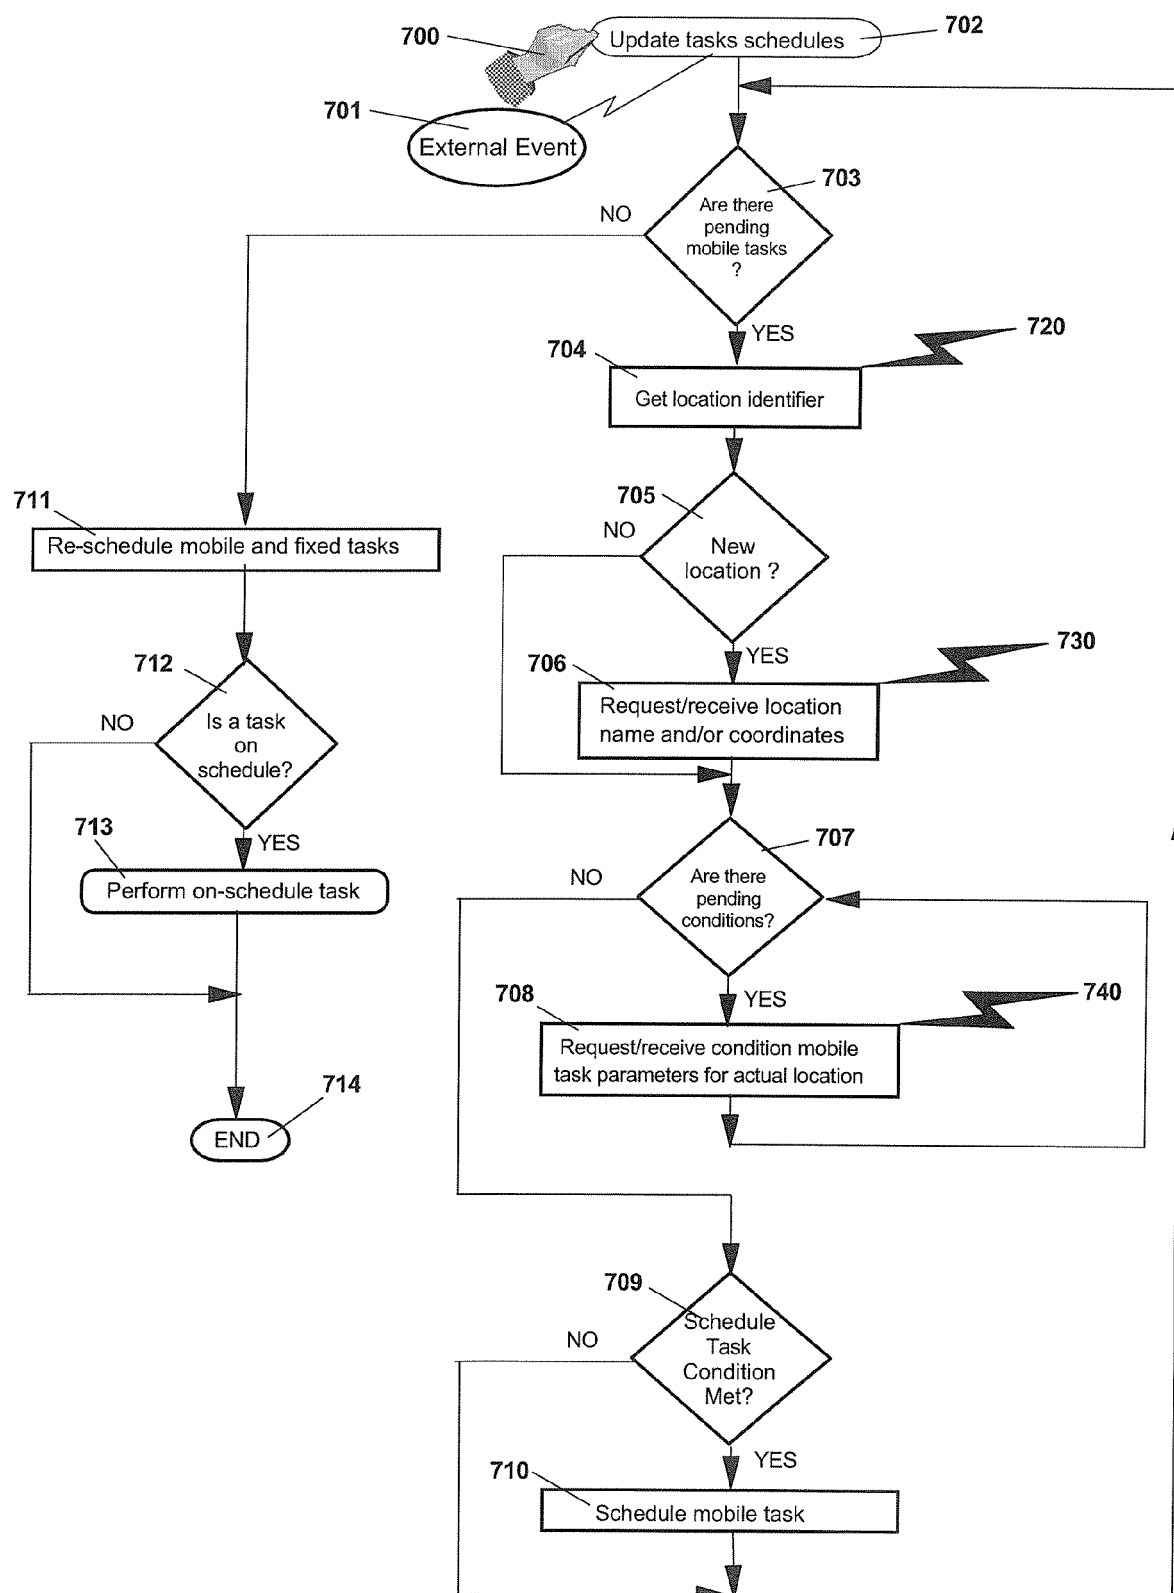 700
Update tasks schedules
702
701
External Event
703
Are there
pending
mobile tasks
?
NO
YES
720
704
Get location identifier
711
Re-schedule mobile and fixed tasks
705
NO
New
location ?
YES
730
706
Request/receive location
name and/or coordinates
712
NO
Is a task
on
schedule?
YES
713
Perform on-schedule task
707
NO
Are there
pending
conditions?
YES
740
708
Request/receive condition mobile
task parameters for actual location
714
END
709
NO
Schedule
Task
Condition
Met?
YES
710
Schedule mobile task